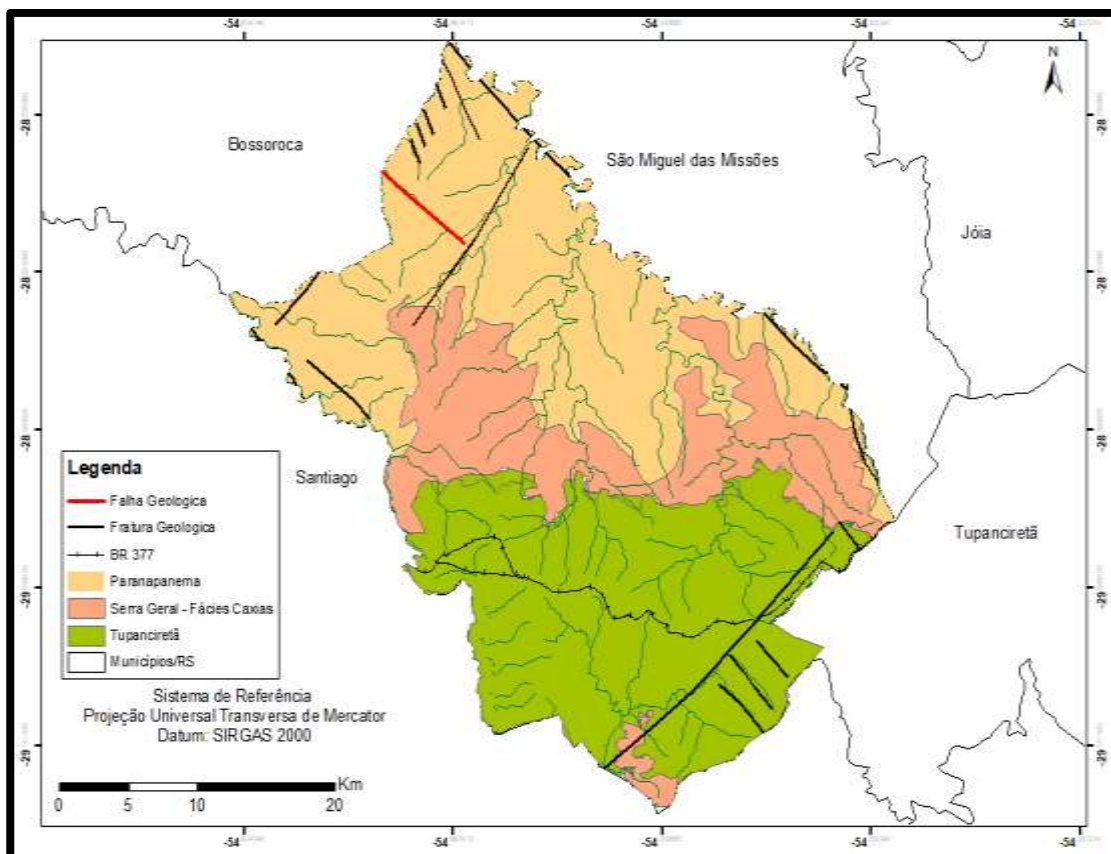 -54
-54
-54
-54
-54
N
-28
-28
Bossoroca
São Miguel das Missões
Jóia
-28
-28
-28
-28
Santiago
Tupanciretã
Legenda
Falha Geologica
Fratura Geologica
BR 377
Paranapanema
Serra Geral - Fácies Caxias
Tupanciretã
Municípios/RS
-29
-29
Sistema de Referência
Projeção Universal Transversa de Mercator
Datum: SIRGAS 2000
-29
-29
Km
0 5 10 20
-54
-54
-54
-54
-54